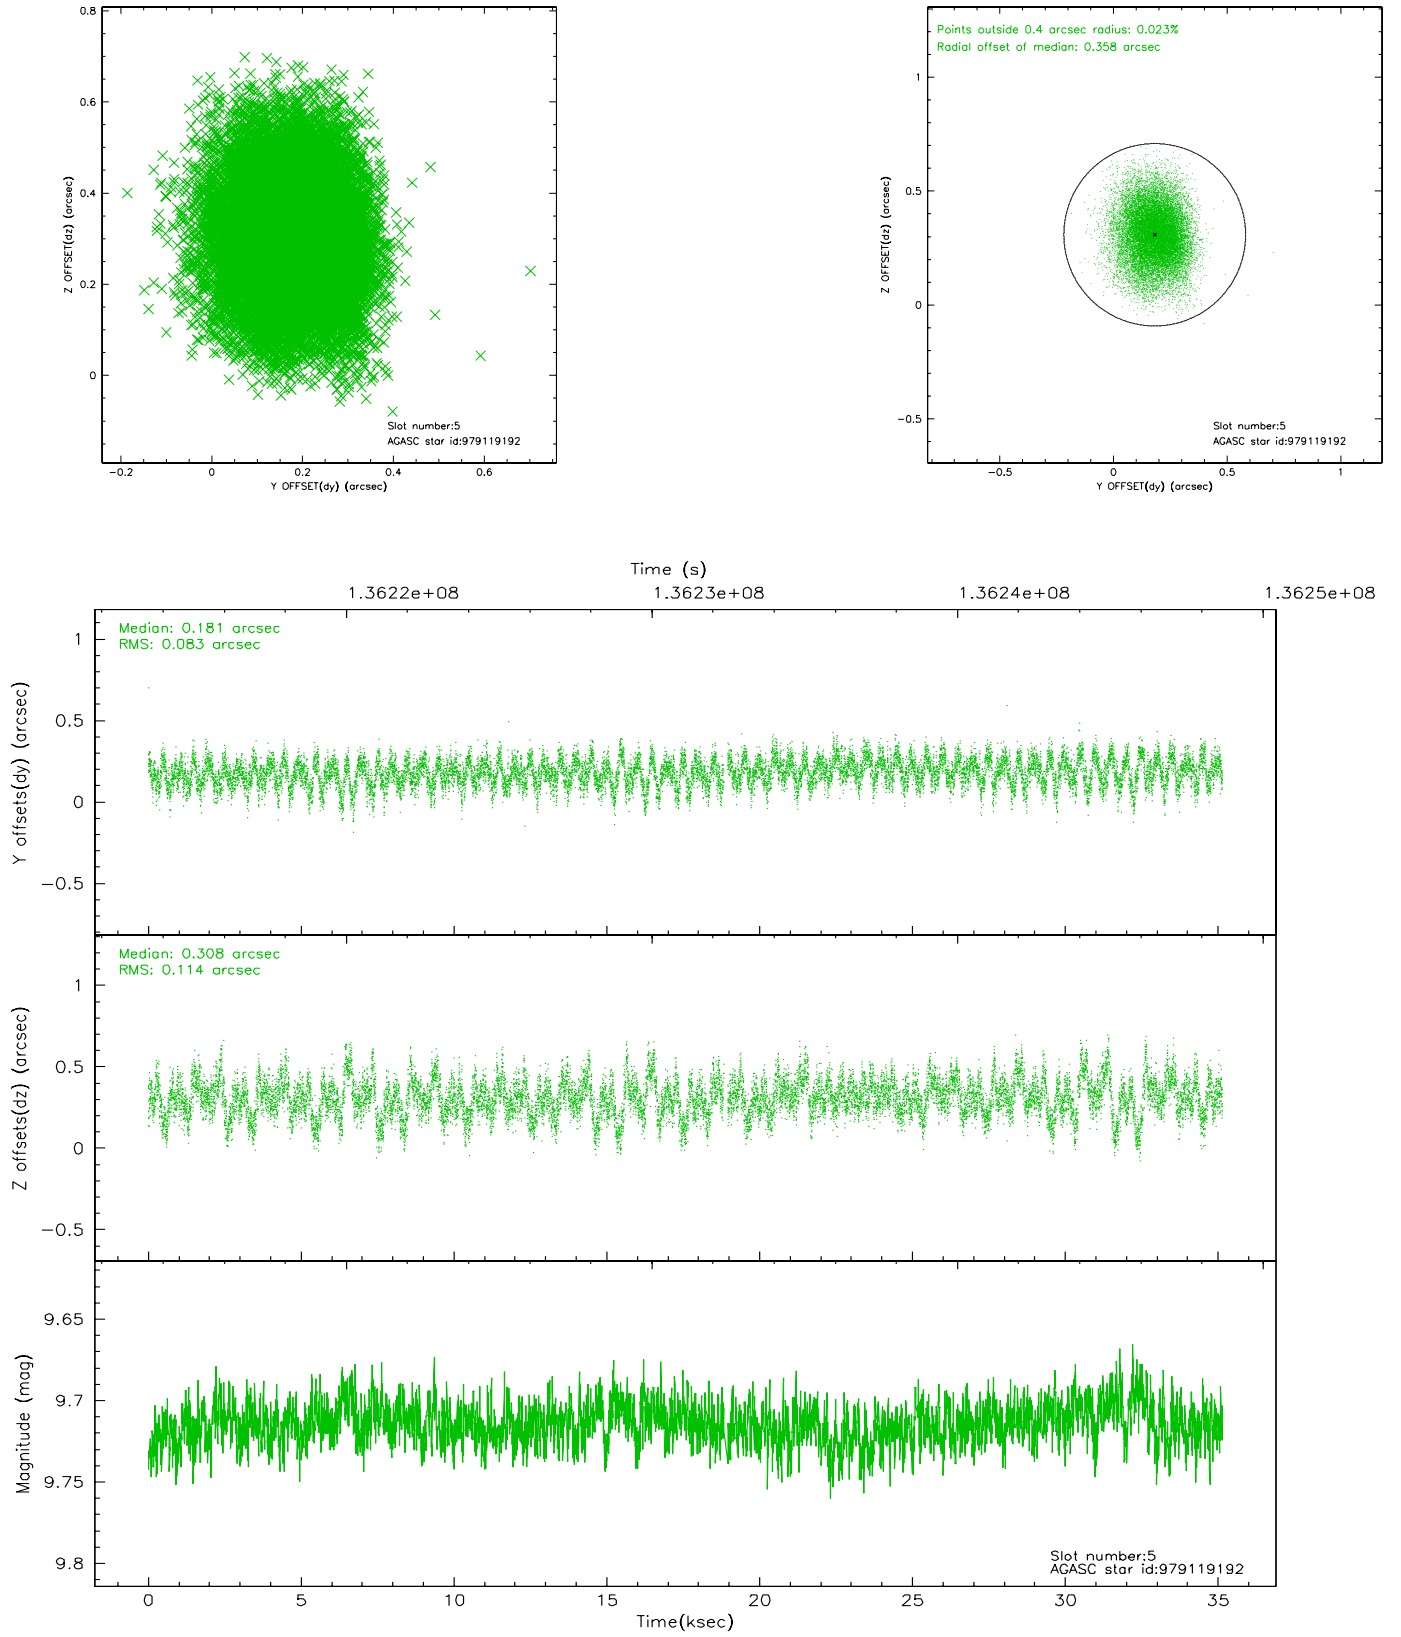 0.8
0.6
0.4
0.2
0
Z OFFSET(dz) (arcsec)
Slot number:5
AGASC star id:979119192
-0.2 0 0.2 0.4 0.6
Y OFFSET(dy) (arcsec)
Points outside 0.4 arcsec radius: 0.023%
Radial offset of median: 0.358 arcsec
1
0.5
0
-0.5
Z OFFSET(dz) (arcsec)
Slot number:5
AGASC star id:979119192
-0.5 0 0.5 1
Y OFFSET(dy) (arcsec)
Time (s)
1.3622e+08 1.3623e+08 1.3624e+08 1.3625e+08
Median: 0.181 arcsec
RMS: 0.083 arcsec
1
0.5
0
-0.5
Y offsets(dy) (arcsec)
Median: 0.308 arcsec
RMS: 0.114 arcsec
1
0.5
0
-0.5
Z offsets(dz) (arcsec)
9.65
9.7
9.75
9.8
Magnitude (mag)
Slot number:5
AGASC star id:979119192
0 5 10 15 20 25 30 35
Time(ksec)